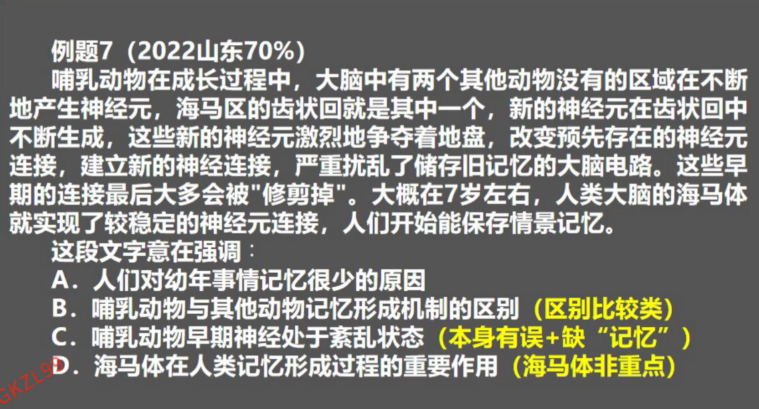 例题7（2022山东70%）
哺乳动物在成长过程中，大脑中有两个其他动物没有的区域在不断
地产生神经元，海马区的齿状回就是其中一个，新的神经元在齿状回中
不断生成，这些新的神经元激烈地争夺着地盘，改变预先存在的神经元
连接，建立新的神经连接，严重扰乱了储存旧记忆的大脑电路。这些早
期的连接最后大多会被"修剪掉"。大概在7岁左右，人类大脑的海马体
就实现了较稳定的神经元连接，人们开始能保存情景记忆。
这段文字意在强调：
A．人们对幼年事情记忆很少的原因
B．哺乳动物与其他动物记忆形成机制的区别（区别比较类）
C．哺乳动物早期神经处于紊乱状态（本身有误+缺“记忆”）
D．海马体在人类记忆形成过程的重要作用（海马体非重点）